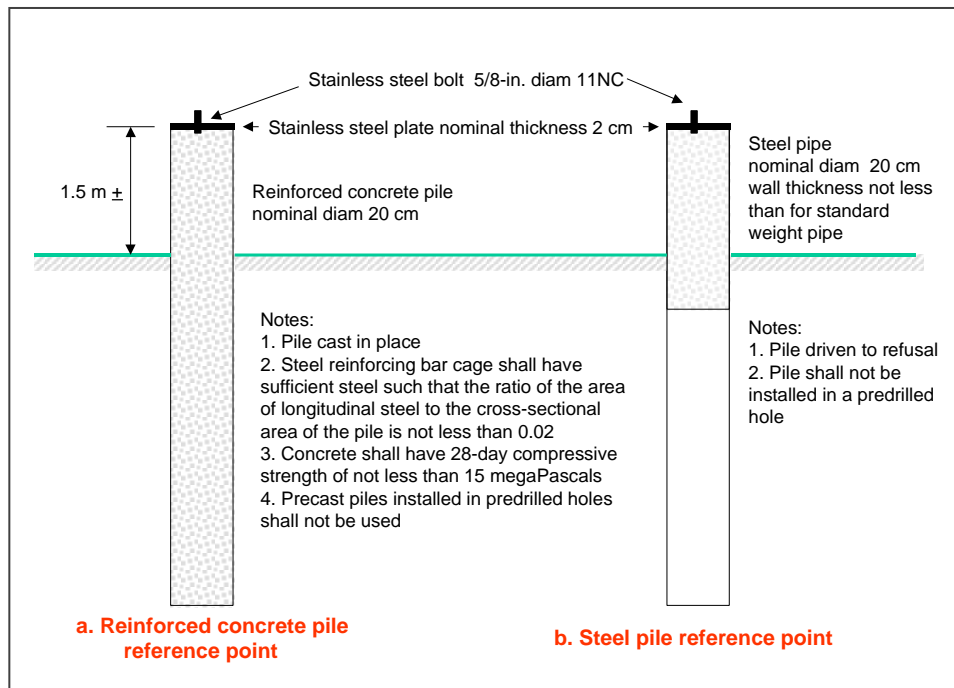 Stainless steel bolt 5/8-in. diam 11NC
Stainless steel plate nominal thickness 2 cm
1.5 m ±
Reinforced concrete pile
nominal diam 20 cm
Steel pipe
nominal diam 20 cm
wall thickness not less
than for standard
weight pipe
Notes:
1. Pile cast in place
2. Steel reinforcing bar cage shall have
sufficient steel such that the ratio of the area
of longitudinal steel to the cross-sectional
area of the pile is not less than 0.02
3. Concrete shall have 28-day compressive
strength of not less than 15 megaPascals
4. Precast piles installed in predrilled holes
shall not be used
Notes:
1. Pile driven to refusal
2. Pile shall not be
installed in a predrilled
hole
a. Reinforced concrete pile
reference point
b. Steel pile reference point